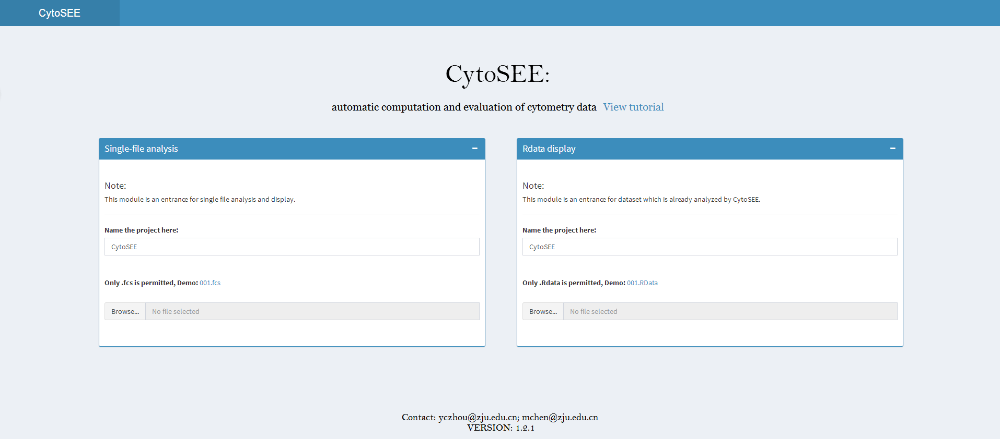 CytoSEE
CytoSEE:
automatic computation and evaluation of cytometry data View tutorial
Single-file analysis
Note:
This module is an entrance for single file analysis and display.
Name the project here:
CytoSEE
Only .fcs is permitted, Demo: 001.fcs
Browse... No file selected
Rdata display
Note:
This module is an entrance for dataset which is already analyzed by CytoSEE.
Name the project here:
CytoSEE
Only .Rdata is permitted, Demo: 001.RData
Browse... No file selected
Contact: yczhou@zju.edu.cn; mchen@zju.edu.cn
VERSION: 1.2.1